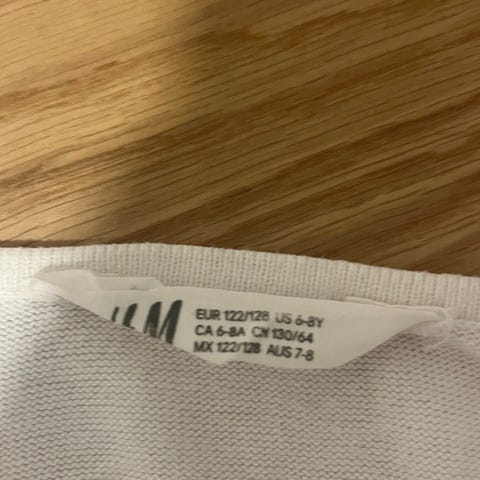 H&M
EUR 122/128 US 6-8Y
CA 6-8A CN 130/64
MX 122/128 AUS 7-8